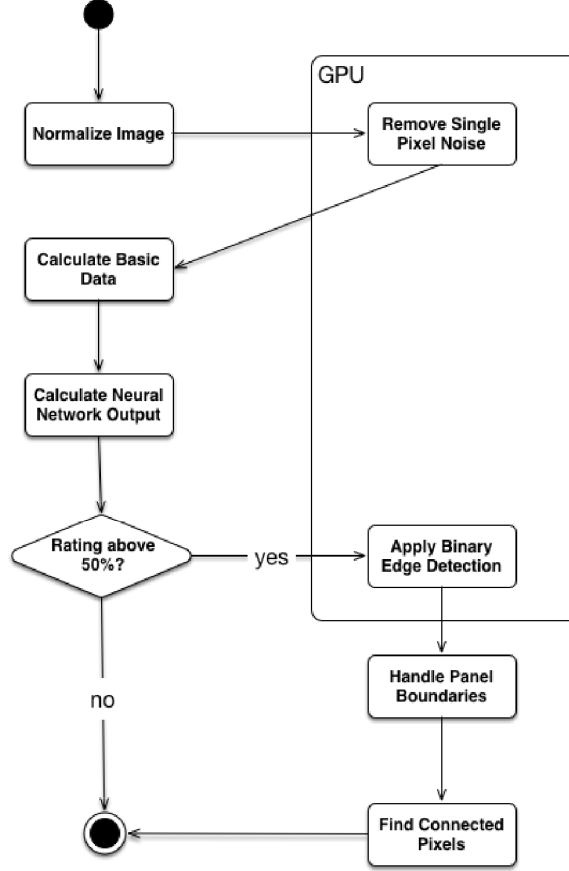 GPU
Normalize Image
Remove Single
Pixel Noise
Calculate Basic
Data
Calculate Neural
Network Output
Rating above
50%?
yes
Apply Binary
Edge Detection
Handle Panel
Boundaries
no
Find Connected
Pixels